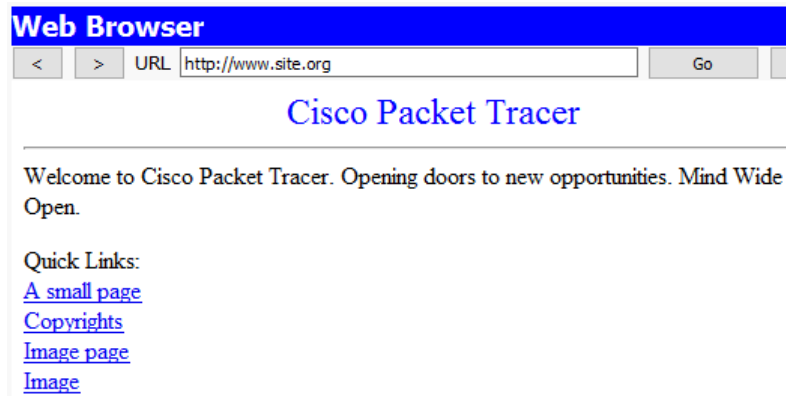 Web Browser
< > URL http://www.site.org Go
Cisco Packet Tracer
Welcome to Cisco Packet Tracer. Opening doors to new opportunities. Mind Wide
Open.
Quick Links:
A small page
Copyrights
Image page
Image